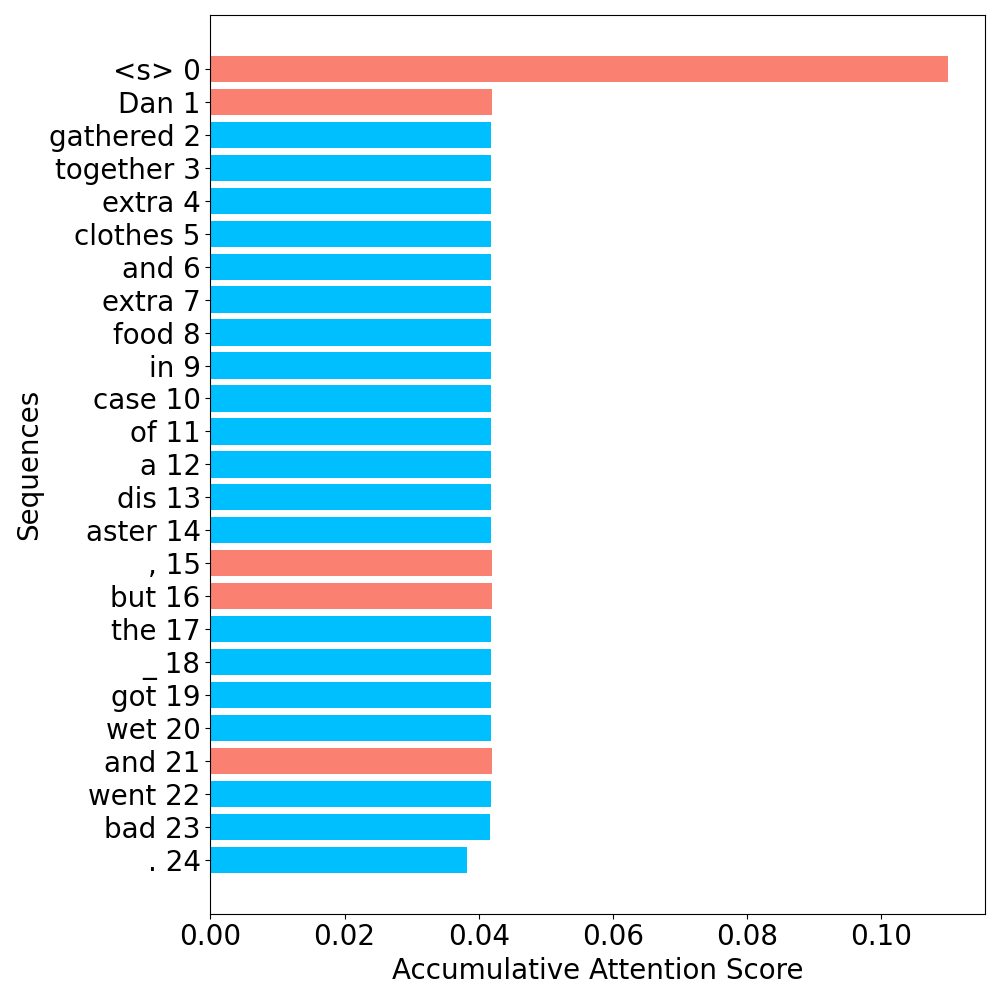 <s> 0
Dan 1
gathered 2
together 3
extra 4
clothes 5
and 6
extra 7
food 8
in 9
case 10
of 11
a 12
dis 13
aster 14
, 15
but 16
the 17
_ 18
got 19
wet 20
and 21
went 22
bad 23
. 24
Sequences
0.00 0.02 0.04 0.06 0.08 0.10
Accumulative Attention Score